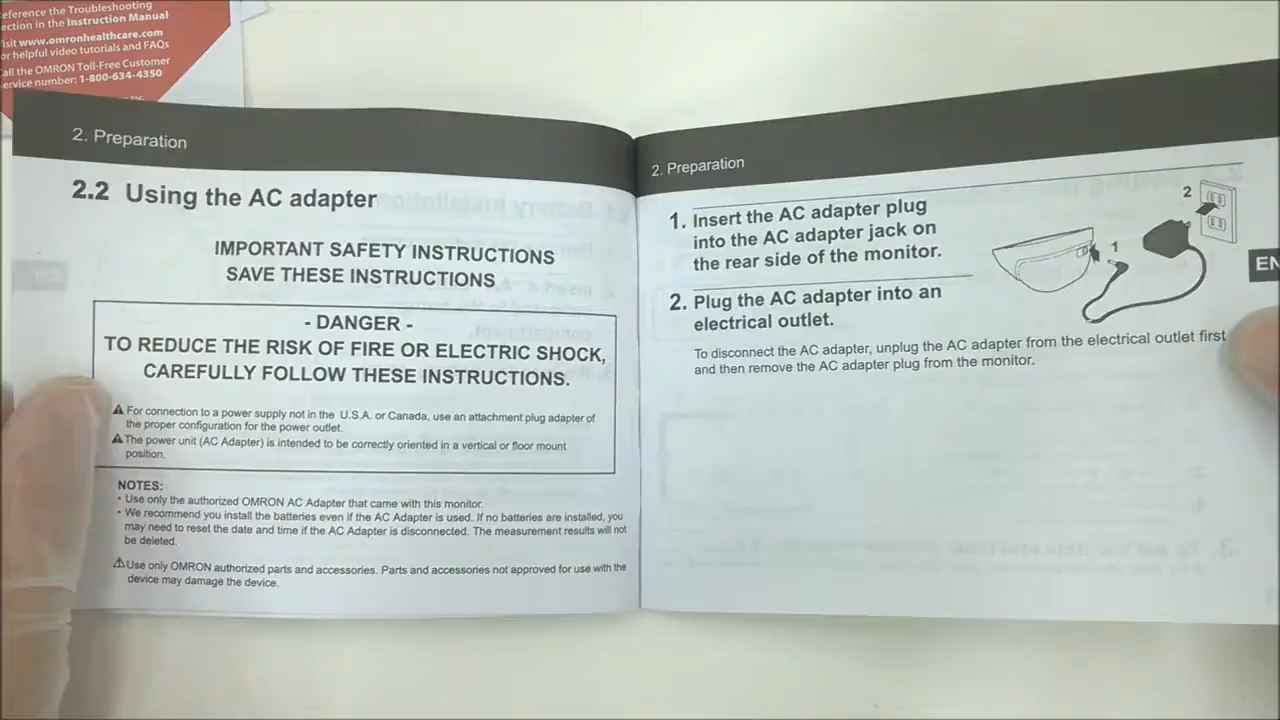 eference the Troubleshooting
ection in the Instruction Manual
isit www.omronhealthcare.com
or helpful video tutorials and FAQs
all the OMRON Toll-Free Customer
ervice number: 1-800-634-4350
2. Preparation
2.2 Using the AC adapter
IMPORTANT SAFETY INSTRUCTIONS
SAVE THESE INSTRUCTIONS
- DANGER -
TO REDUCE THE RISK OF FIRE OR ELECTRIC SHOCK,
CAREFULLY FOLLOW THESE INSTRUCTIONS.
For connection to a power supply not in the U.S.A. or Canada, use an attachment plug adapter of
the proper configuration for the power outlet.
The power unit (AC Adapter) is intended to be correctly oriented in a vertical or floor mount
position.
NOTES:
• Use only the authorized OMRON AC Adapter that came with this monitor.
• We recommend you install the batteries even if the AC Adapter is used. If no batteries are installed, you
may need to reset the date and time if the AC Adapter is disconnected. The measurement results will not
be deleted.
Use only OMRON authorized parts and accessories. Parts and accessories not approved for use with the
device may damage the device.
2. Preparation
1. Insert the AC adapter plug
into the AC adapter jack on
the rear side of the monitor.
2. Plug the AC adapter into an
electrical outlet.
To disconnect the AC adapter, unplug the AC adapter from the electrical outlet first
and then remove the AC adapter plug from the monitor.
1
2
EN